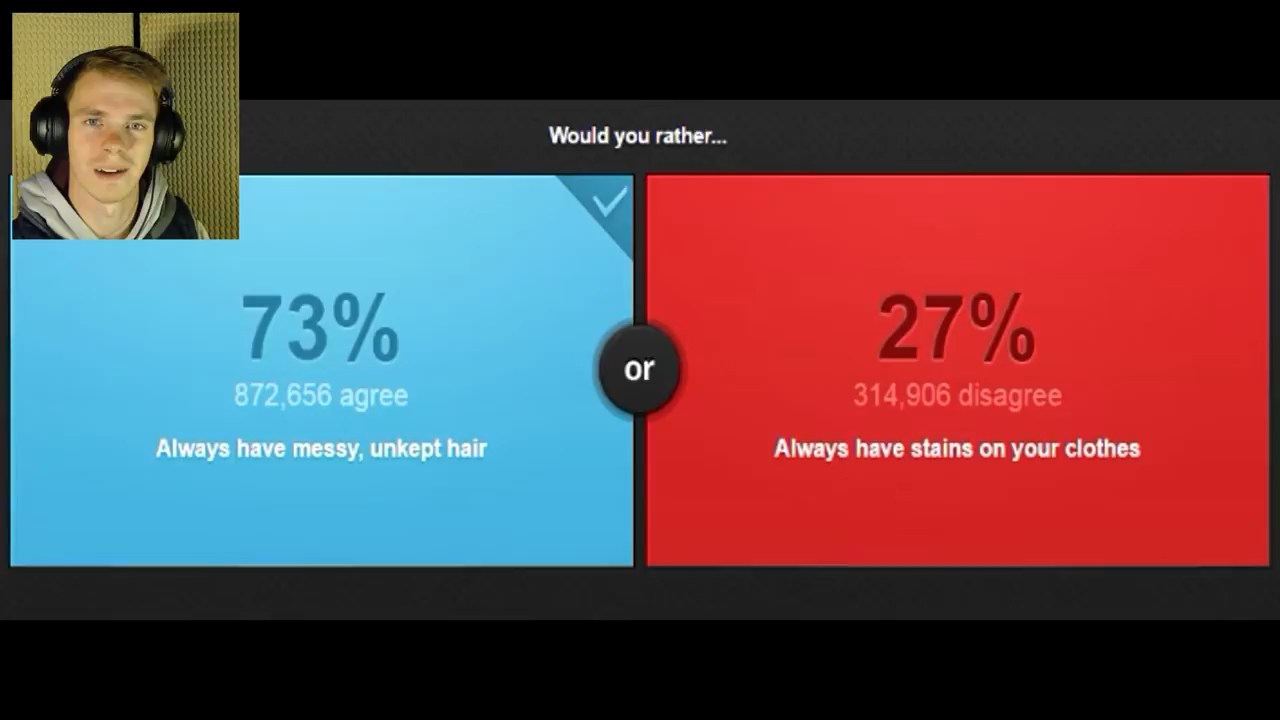 Would you rather...
73%
872,656 agree
Always have messy, unkept hair
or
27%
314,906 disagree
Always have stains on your clothes